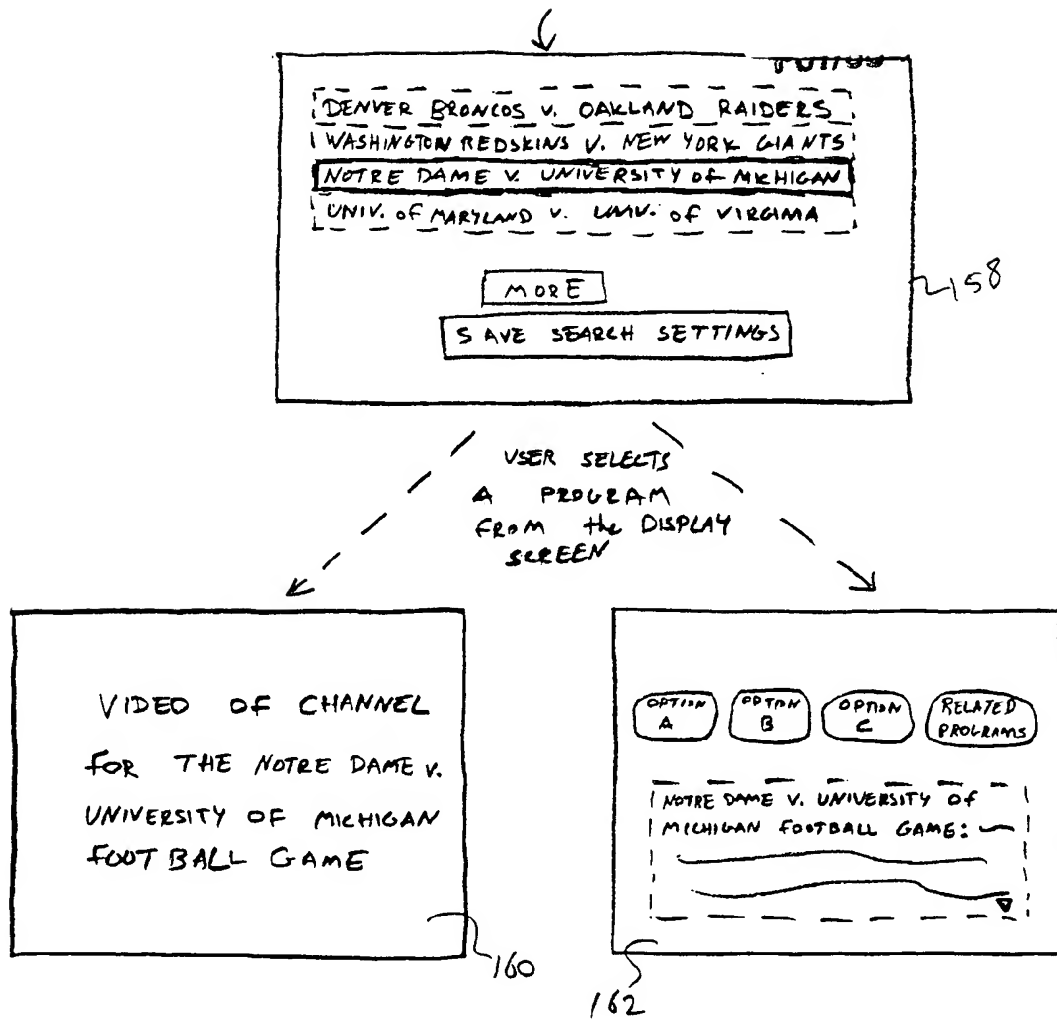 DENVER BRONCOS V. OAKLAND RAIDERS
WASHINGTON REDSKINS V. NEW YORK GIANTS
NOTRE DAME V. UNIVERSITY of MICHIGAN
UNIV. of MARYLAND V. UNIV. of VIRGINIA
MORE
SAVE SEARCH SETTINGS
158
USER SELECTS
A PROGRAM
FROM the DISPLAY
SCREEN
VIDEO OF CHANNEL
FOR THE NOTRE DAME V.
UNIVERSITY OF MICHIGAN
FOOTBALL GAME
160
OPTION
A
OPTION
B
OPTION
C
RELATED
PROGRAMS
NOTRE DAME V. UNIVERSITY of
MICHIGAN FOOTBALL GAME:
162